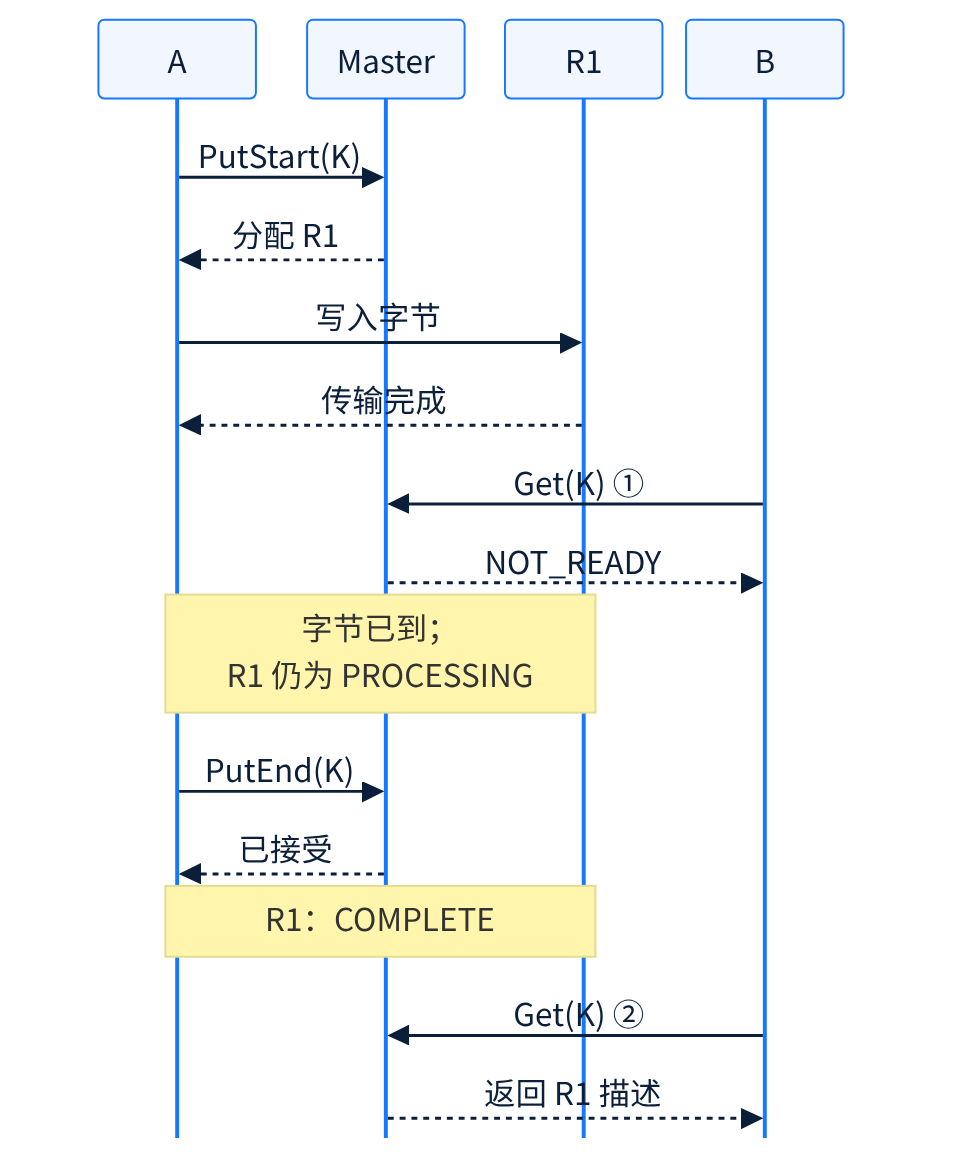 A
Master
R1
B
PutStart(K)
分配 R1
写入字节
传输完成
Get(K) ①
NOT_READY
字节已到；
R1 仍为 PROCESSING
PutEnd(K)
已接受
R1：COMPLETE
Get(K) ②
返回 R1 描述